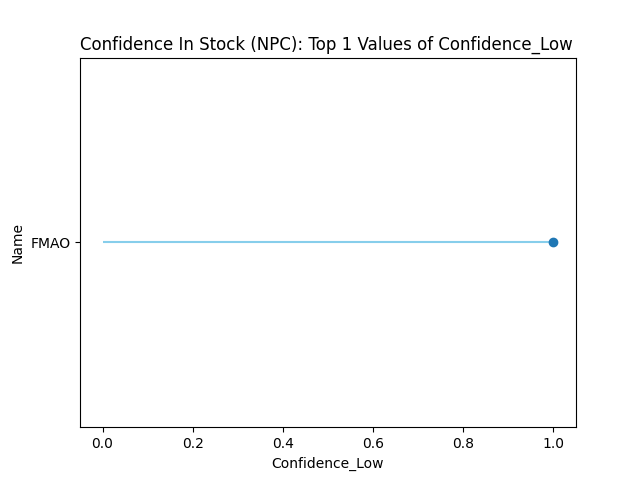 Confidence In Stock (NPC): Top 1 Values of Confidence_Low
Name
FMAO
0.0 0.2 0.4 0.6 0.8 1.0
Confidence_Low